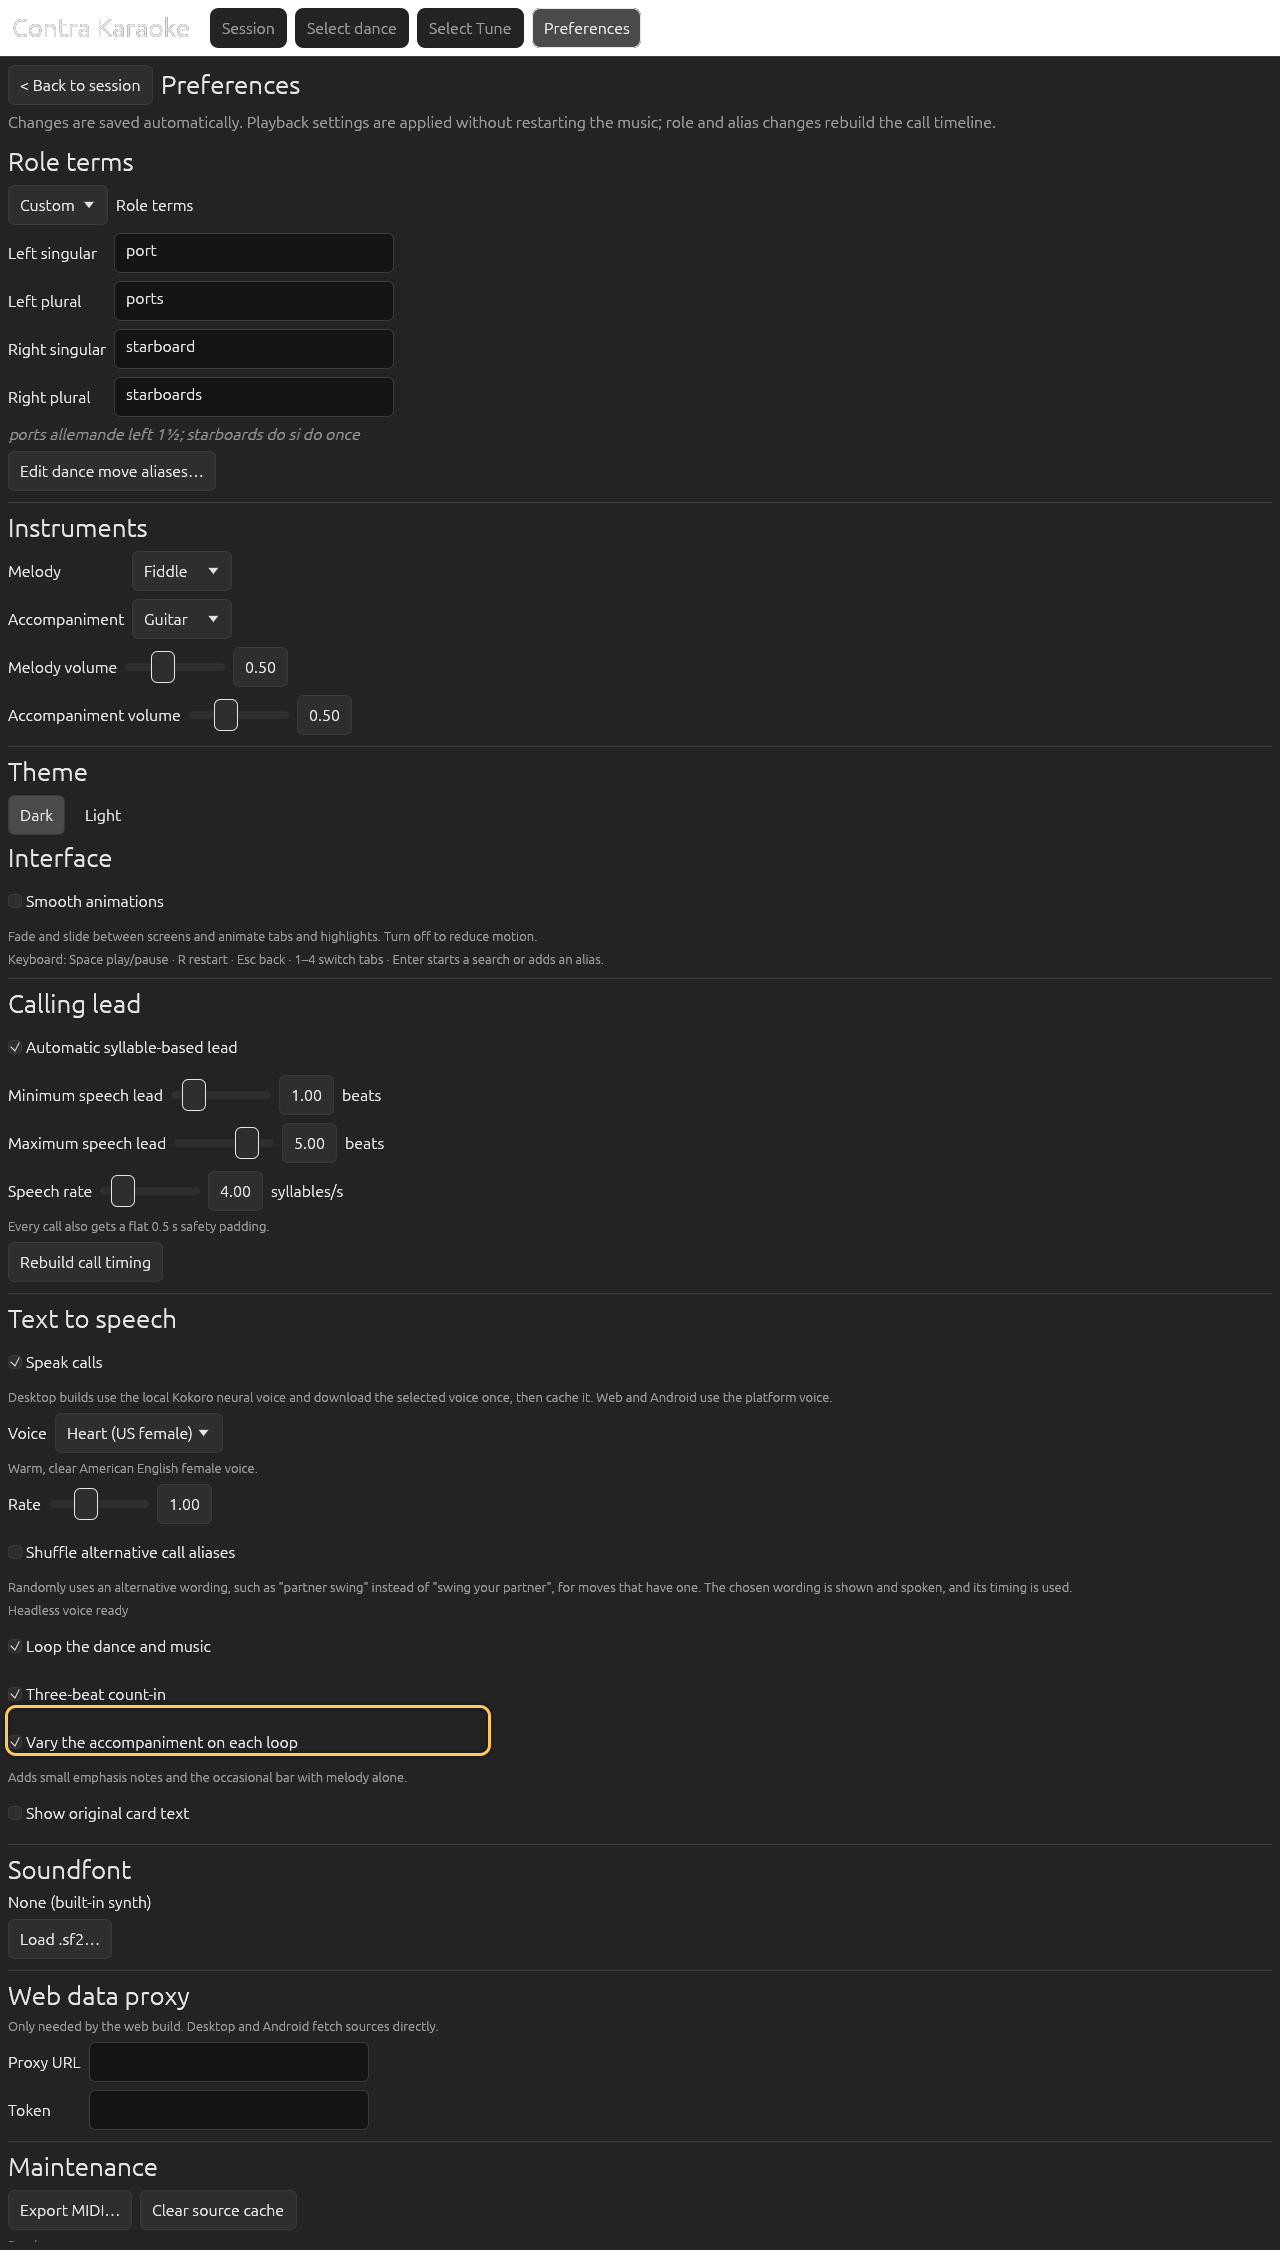 Contra Karaoke Session Select dance Select Tune Preferences
< Back to session Preferences
Changes are saved automatically. Playback settings are applied without restarting the music; role and alias changes rebuild the call timeline.
Role terms
Custom Role terms
Left singular port
Left plural ports
Right singular starboard
Right plural starboards
ports allemande left 1½; starboards do si do once
Edit dance move aliases…
Instruments
Melody Fiddle
Accompaniment Guitar
Melody volume 0.50
Accompaniment volume 0.50
Theme
Dark Light
Interface
Smooth animations
Fade and slide between screens and animate tabs and highlights. Turn off to reduce motion.
Keyboard: Space play/pause · R restart · Esc back · 1–4 switch tabs · Enter starts a search or adds an alias.
Calling lead
Automatic syllable-based lead
Minimum speech lead 1.00 beats
Maximum speech lead 5.00 beats
Speech rate 4.00 syllables/s
Every call also gets a flat 0.5 s safety padding.
Rebuild call timing
Text to speech
Speak calls
Desktop builds use the local Kokoro neural voice and download the selected voice once, then cache it. Web and Android use the platform voice.
Voice Heart (US female)
Warm, clear American English female voice.
Rate 1.00
Shuffle alternative call aliases
Randomly uses an alternative wording, such as "partner swing" instead of "swing your partner", for moves that have one. The chosen wording is shown and spoken, and its timing is used.
Headless voice ready
Loop the dance and music
Three-beat count-in
Vary the accompaniment on each loop
Adds small emphasis notes and the occasional bar with melody alone.
Show original card text
Soundfont
None (built-in synth)
Load .sf2…
Web data proxy
Only needed by the web build. Desktop and Android fetch sources directly.
Proxy URL
Token
Maintenance
Export MIDI… Clear source cache